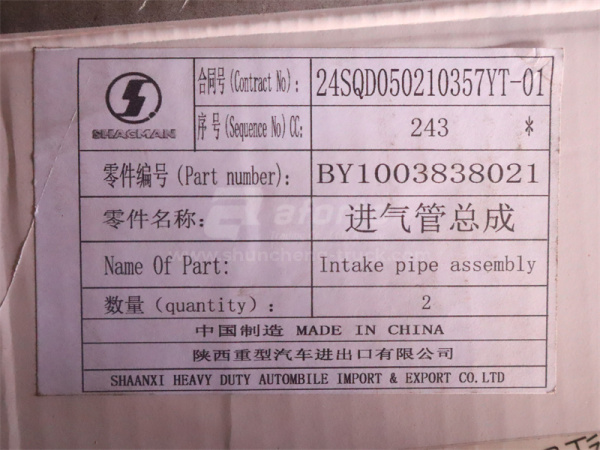 SHACMAN
合同号(Contract No): 24SQD050210357YT-01
序号(Sequence No)CC: 243 *
零件编号(Part number): BY1003838021
零件名称: 进气管总成
Name Of Part: Intake pipe assembly
数量(quantity): 2
中国制造 MADE IN CHINA
陕西重型汽车进出口有限公司
SHAANXI HEAVY DUTY AUTOMBILE IMPORT & EXPORT CO.LTD